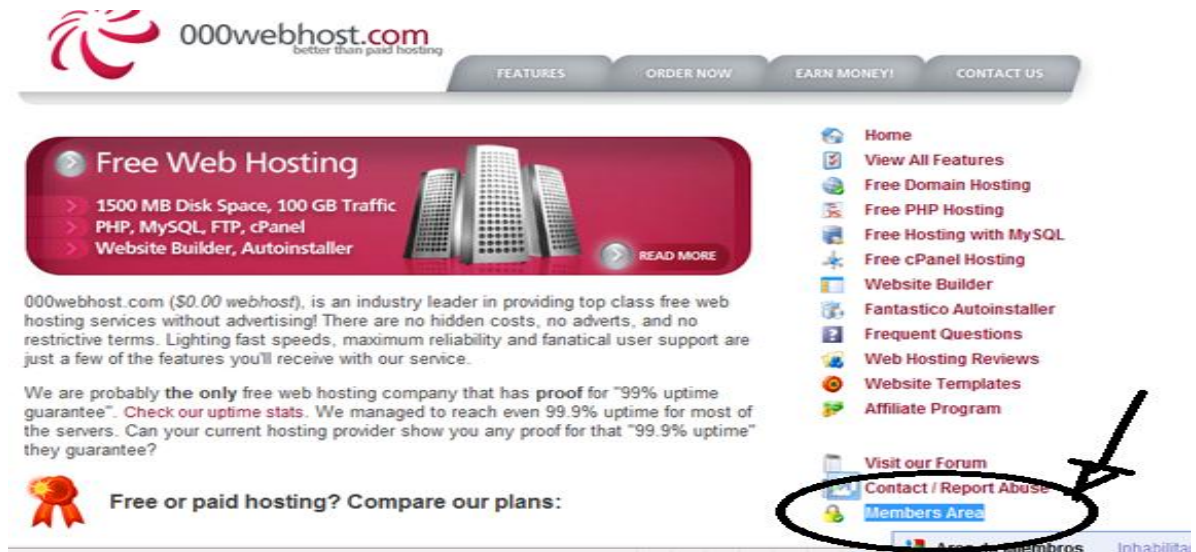 000webhost.com
better than paid hosting
FEATURES
ORDER NOW
EARN MONEY!
CONTACT US
Free Web Hosting
1500 MB Disk Space, 100 GB Traffic
PHP, MySQL, FTP, cPanel
Website Builder, Autoinstaller
READ MORE
000webhost.com ($0.00 webhost), is an industry leader in providing top class free web
hosting services without advertising! There are no hidden costs, no adverts, and no
restrictive terms. Lighting fast speeds, maximum reliability and fanatical user support are
just a few of the features you'll receive with our service.
We are probably the only free web hosting company that has proof for "99% uptime
guarantee". Check our uptime stats. We managed to reach even 99.9% uptime for most of
the servers. Can your current hosting provider show you any proof for that "99.9% uptime"
they guarantee?
Free or paid hosting? Compare our plans:
Home
View All Features
Free Domain Hosting
Free PHP Hosting
Free Hosting with MySQL
Free cPanel Hosting
Website Builder
Fantastico Autoinstaller
Frequent Questions
Web Hosting Reviews
Website Templates
Affiliate Program
Visit our Forum
Contact / Report Abuse
Members Area
Miembros